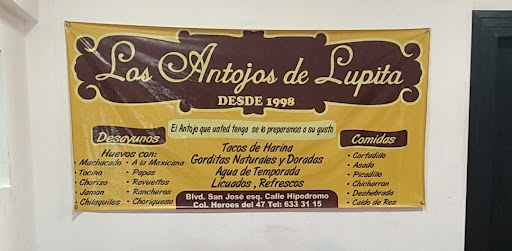 Los Antojos de Lupita
DESDE 1998
El Antojo que usted tenga se lo preparamos a su gusto
Desayunos
Huevos con:
• Machacado • A la Mexicana
• Tocino • Papas
• Chorizo • Revueltos
• Jamon • Rancheros
• Chilaquiles • Choriqueso
Tacos de Harina
Gorditas Naturales y Doradas
Agua de Temporada
Licuados , Refrescos
Comidas
• Cortadillo
• Asado
• Picadillo
• Chicharron
• Deshebrada
• Caldo de Res
Blvd. San José esq. Calle Hipodromo
Col. Heroes del 47 Tel: 633 31 15